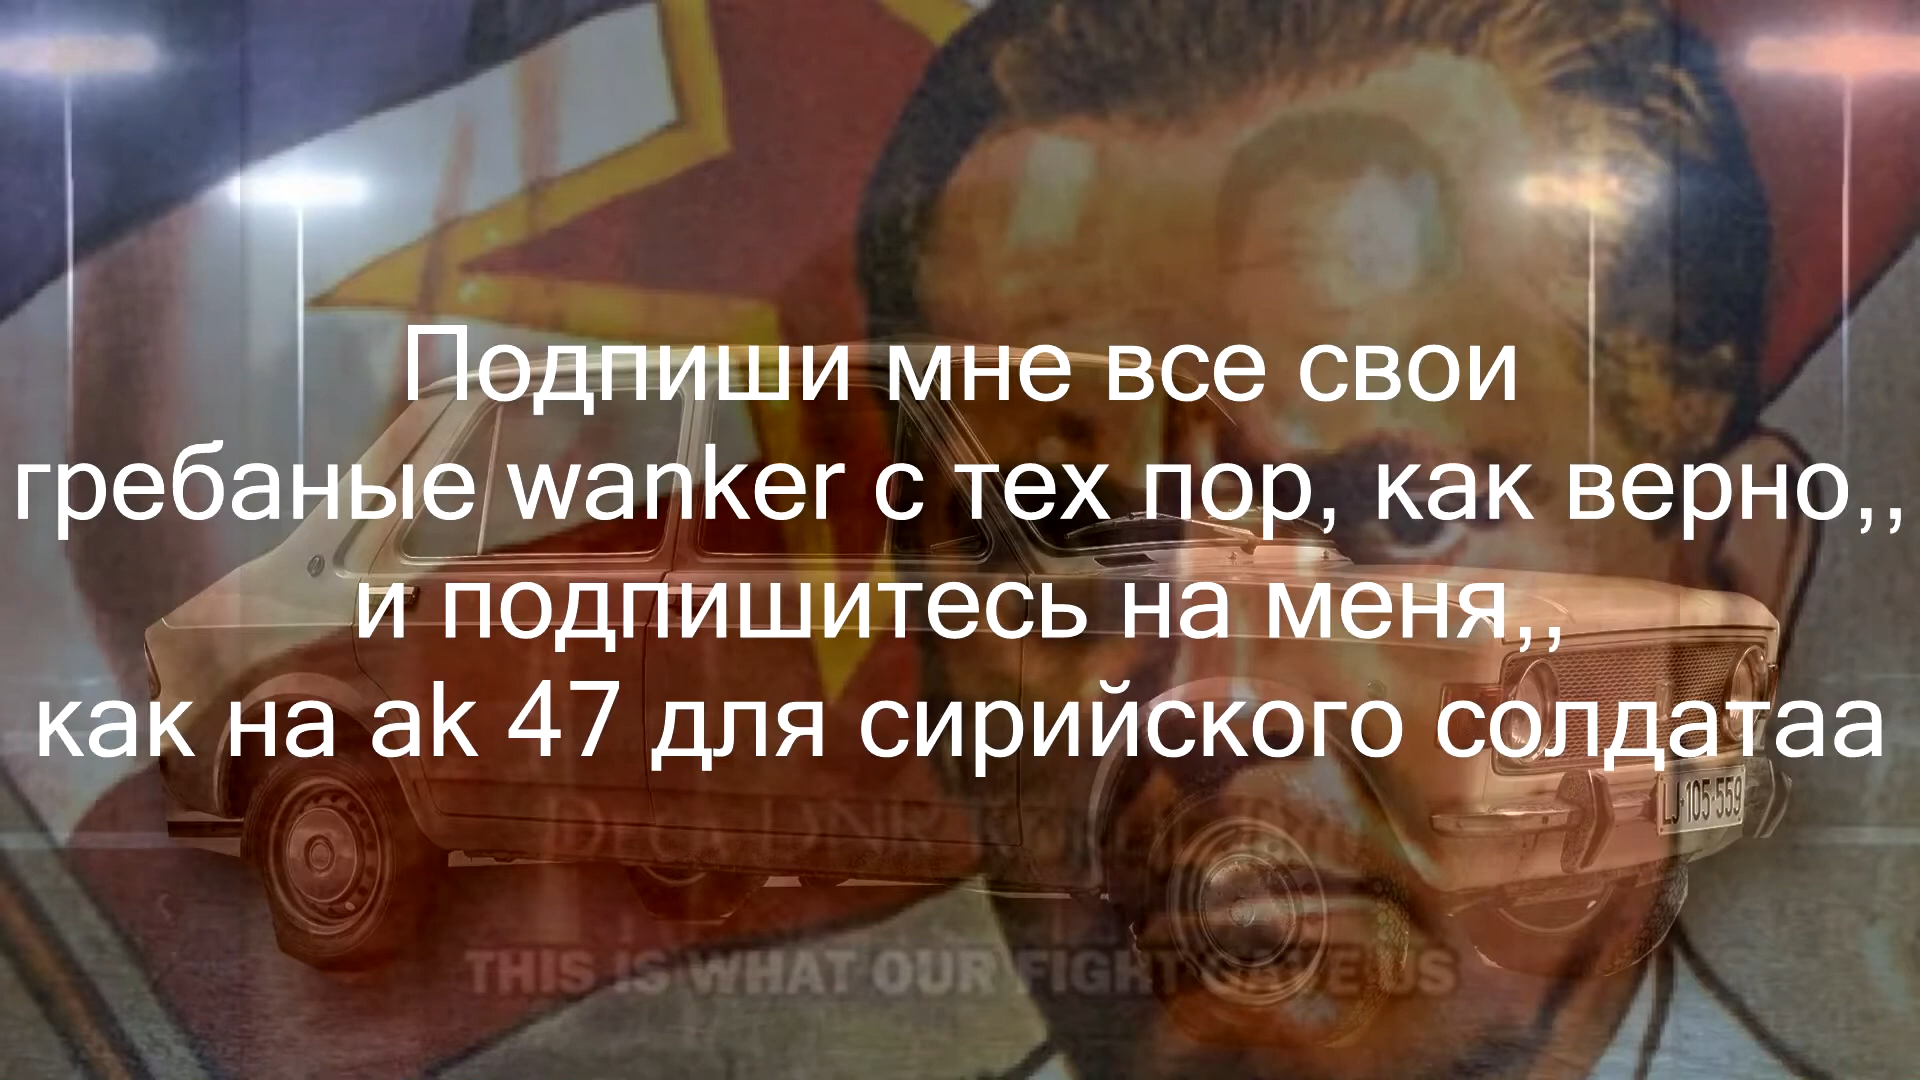 Подпиши мне все свои
гребаные wanker с тех пор, как верно,,
и подпишитесь на меня,,
как на ak 47 для сирийского солдатаа
LJ·105·559
THIS IS WHAT OUR FIGHT GAVE US